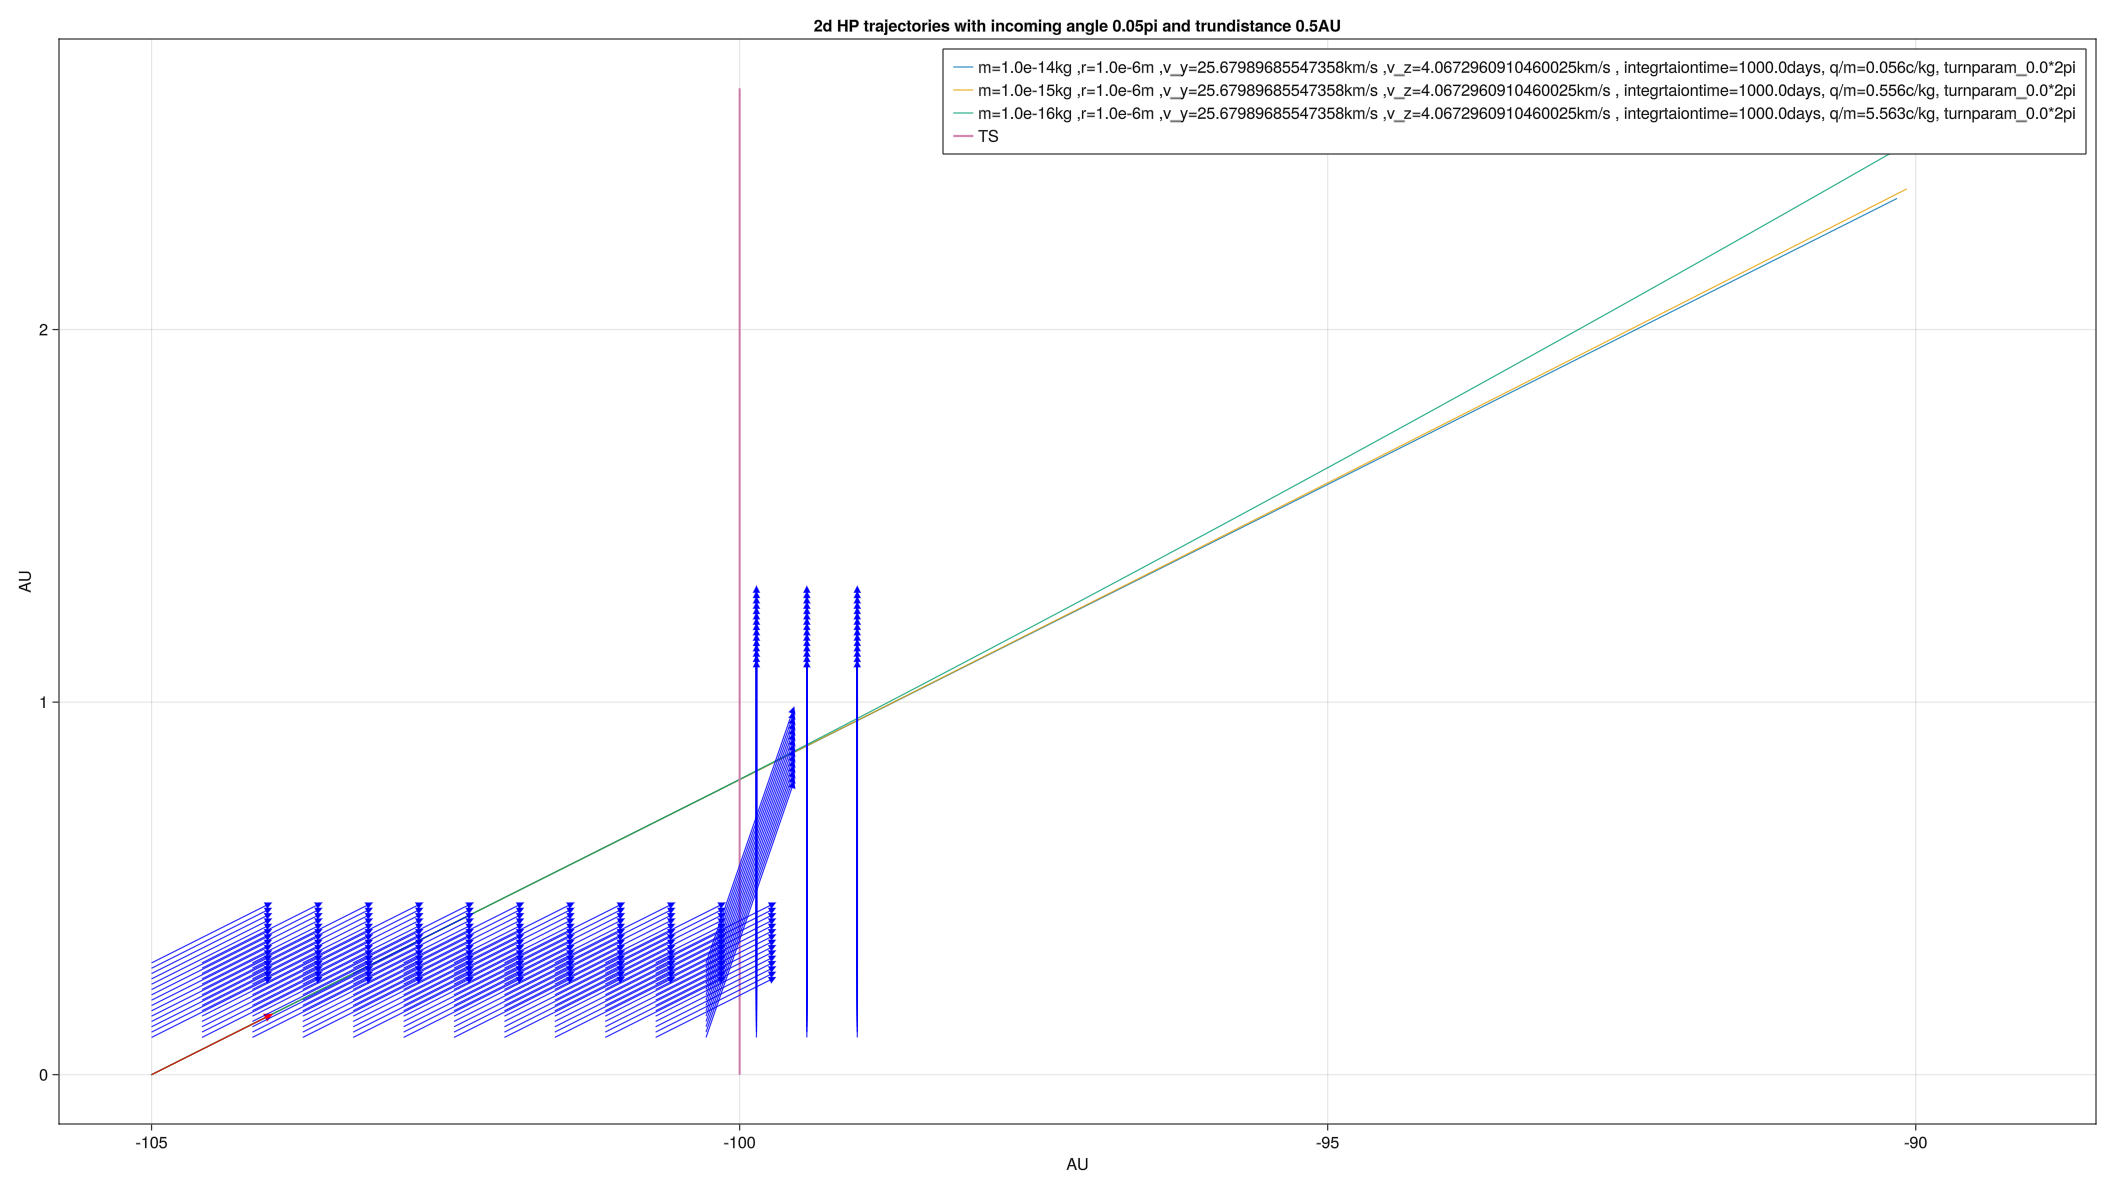 2d HP trajectories with incoming angle 0.05pi and trundistance 0.5AU
m=1.0e-14kg ,r=1.0e-6m ,v_y=25.67989685547358km/s ,v_z=4.0672960910460025km/s , integrtaiontime=1000.0days, q/m=0.056c/kg, turnparam_0.0*2pi
m=1.0e-15kg ,r=1.0e-6m ,v_y=25.67989685547358km/s ,v_z=4.0672960910460025km/s , integrtaiontime=1000.0days, q/m=0.556c/kg, turnparam_0.0*2pi
m=1.0e-16kg ,r=1.0e-6m ,v_y=25.67989685547358km/s ,v_z=4.0672960910460025km/s , integrtaiontime=1000.0days, q/m=5.563c/kg, turnparam_0.0*2pi
TS
2
1
0
AU
-105
-100
-95
-90
AU